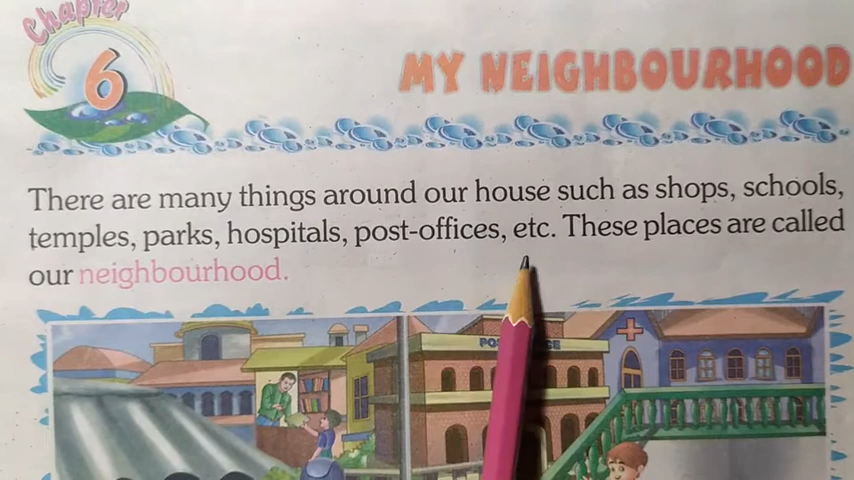 Chapter
6
MY NEIGHBOURHOOD
There are many things around our house such as shops, schools,
temples, parks, hospitals, post-offices, etc. These places are called
our neighbourhood.